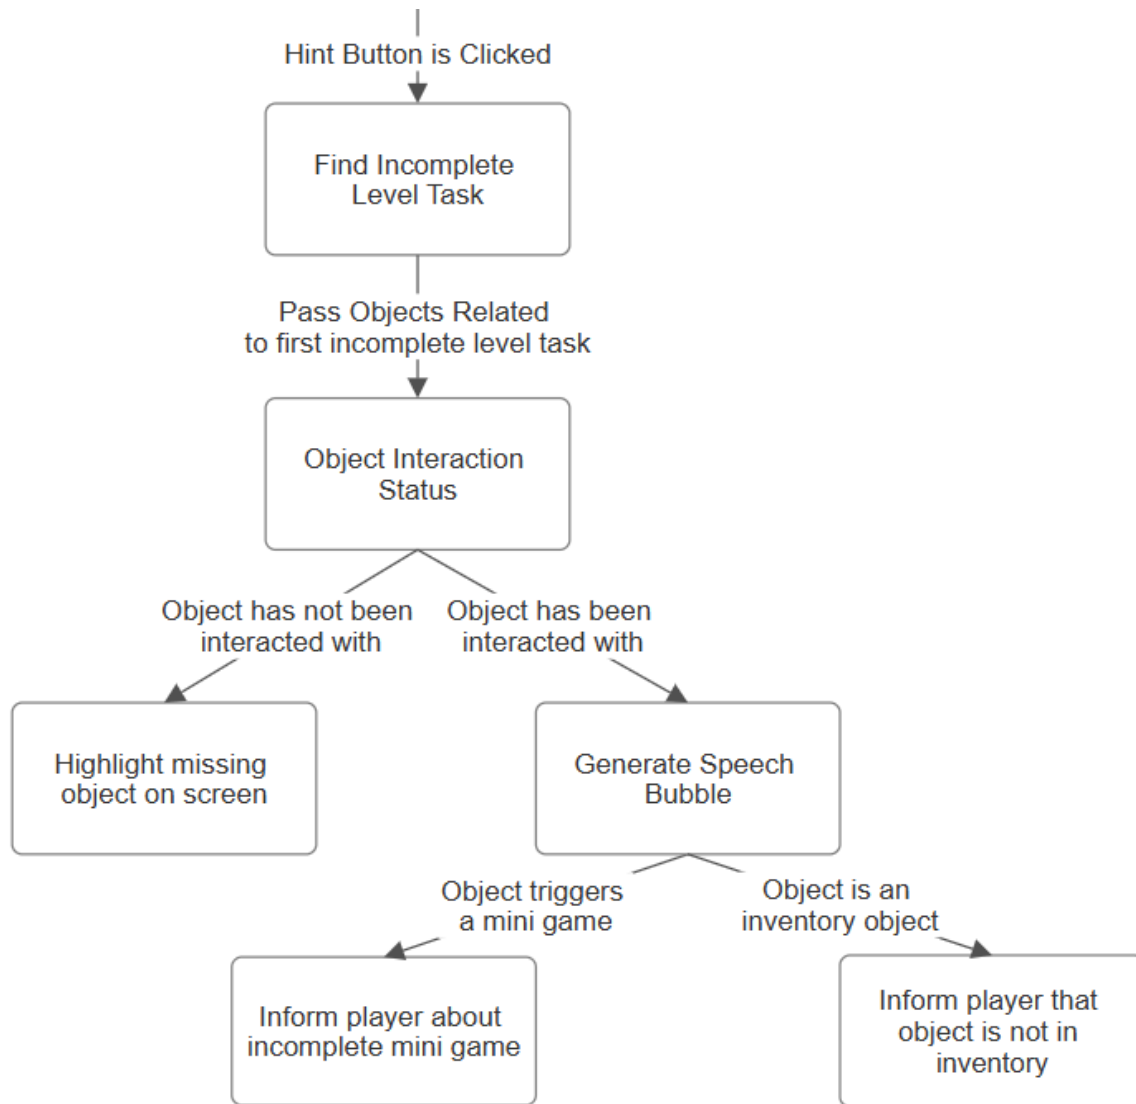 Hint Button is Clicked
Find Incomplete
Level Task
Pass Objects Related
to first incomplete level task
Object Interaction
Status
Object has not been
interacted with
Object has been
interacted with
Highlight missing
object on screen
Generate Speech
Bubble
Object triggers
a mini game
Object is an
inventory object
Inform player about
incomplete mini game
Inform player that
object is not in
inventory